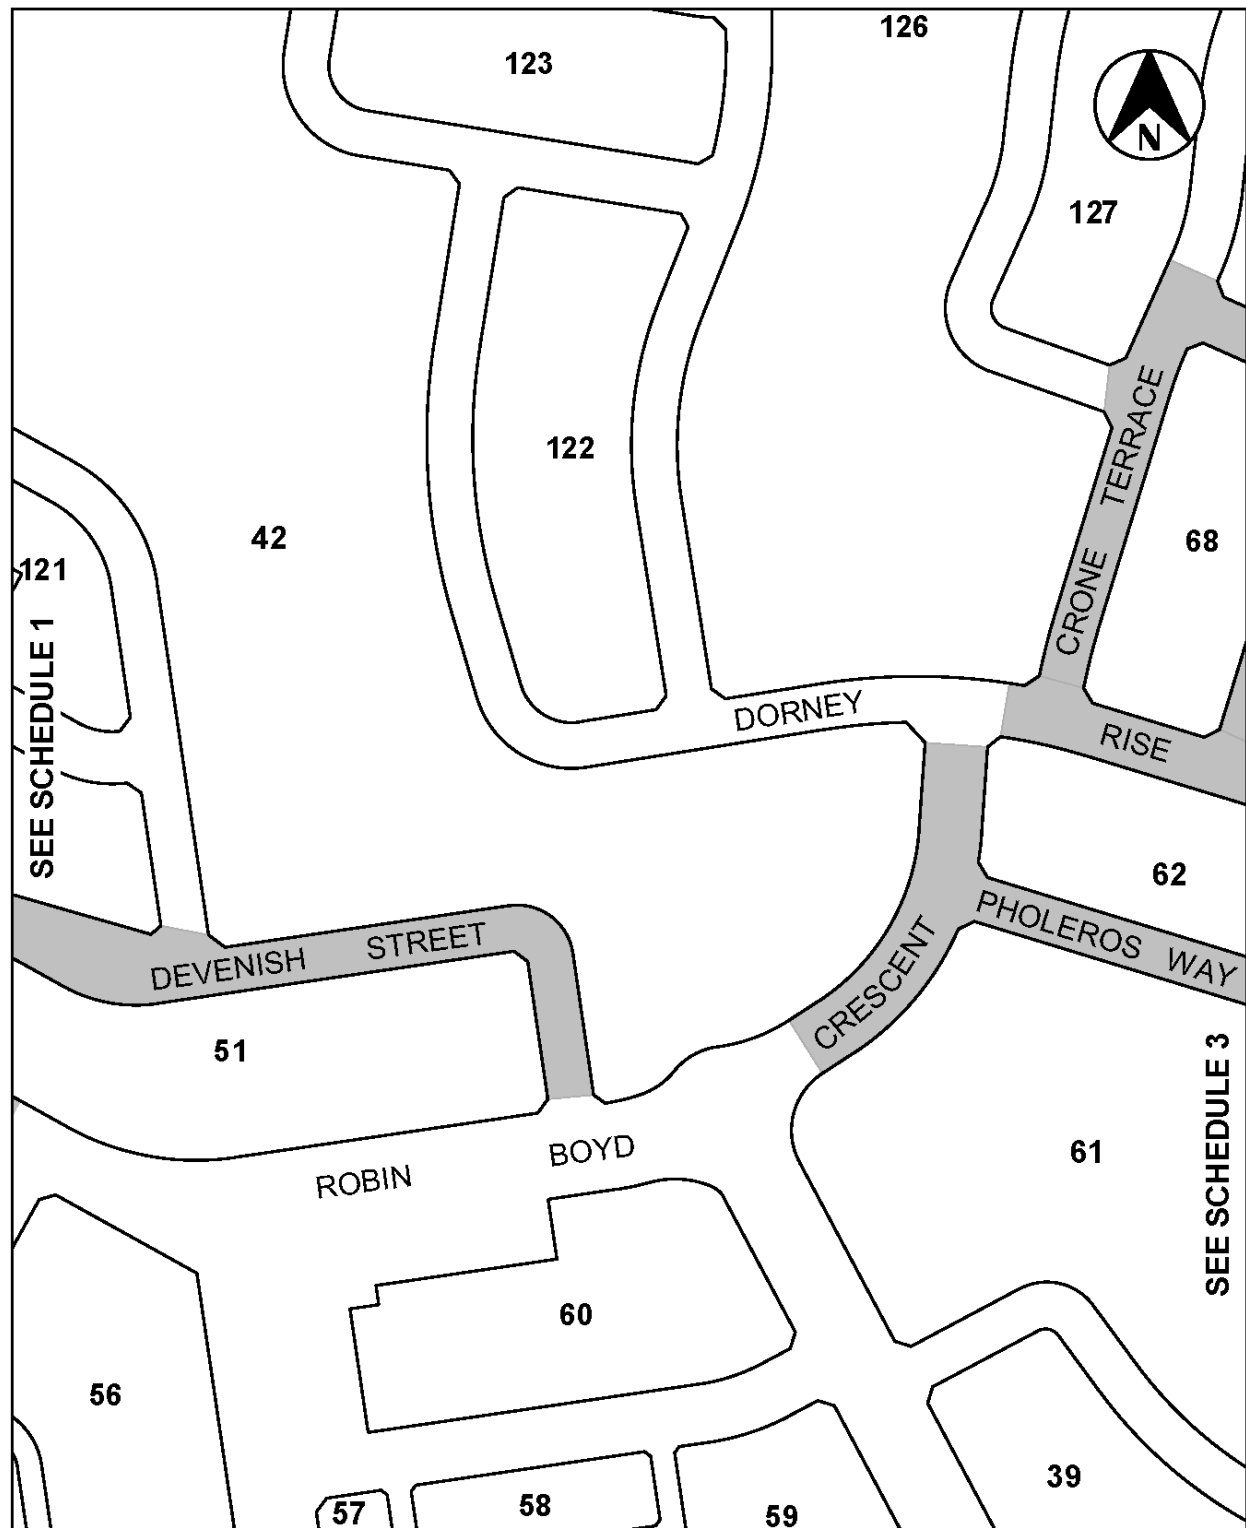 126
123
N
127
122
CRONE TERRACE
42
68
121
SEE SCHEDULE 1
DORNEY RISE
62
PHOLEROS WAY
DEVENISH STREET
51
ROBIN BOYD CRESCENT
61
SEE SCHEDULE 3
60
56
39
57
58
59